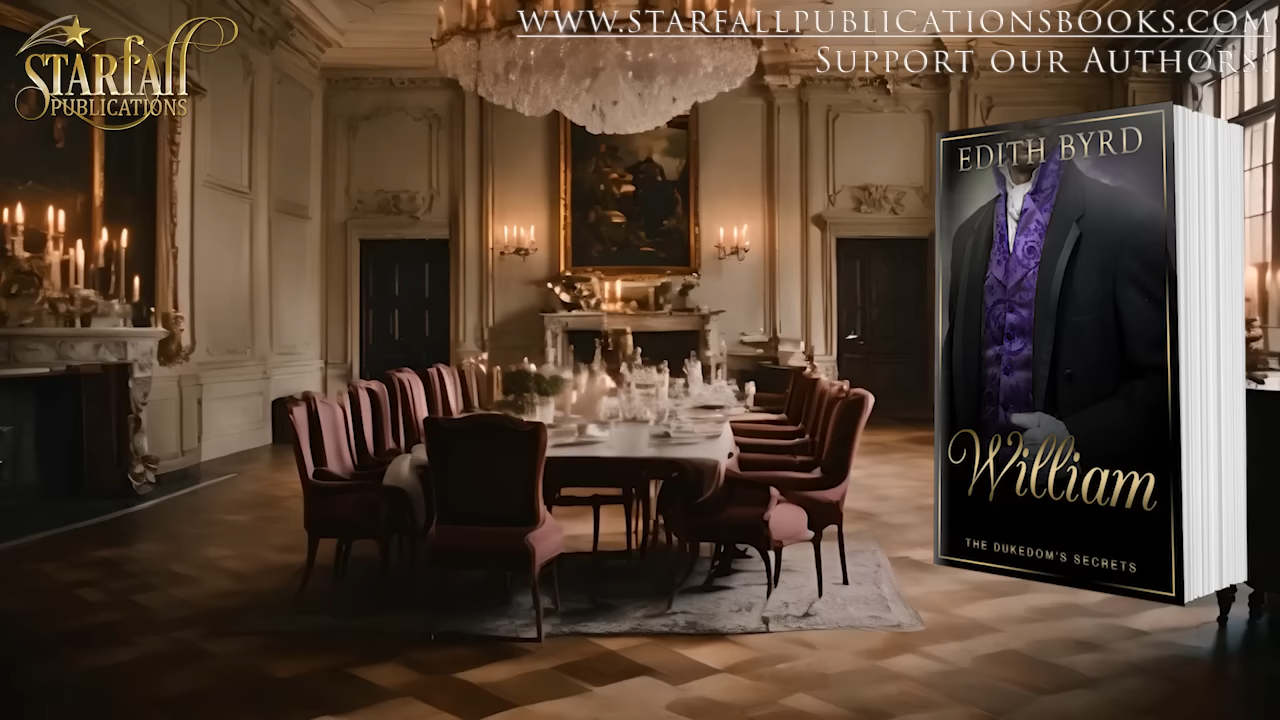 STARfall
PUBLICATIONS
www.starfallpublicationsbooks.com
Support our Authors!
EDITH BYRD
William
THE DUKEDOM'S SECRETS